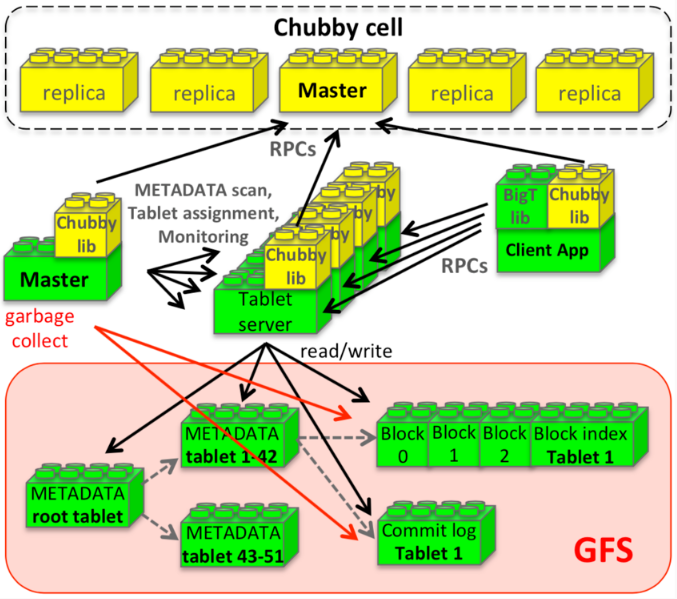 Chubby cell
replica
replica
Master
replica
replica
RPCs
METADATA scan,
Tablet assignment,
Monitoring
Chubby
lib
Master
garbage
collect
by
by
by
Chubby
lib
Tablet
server
BigT
lib
Chubby
lib
Client App
RPCs
read/write
METADATA
tablet 1-42
Block
0
Block
1
Block
2
Block index
Tablet 1
METADATA
root tablet
METADATA
tablet 43-51
Commit log
Tablet 1
GFS